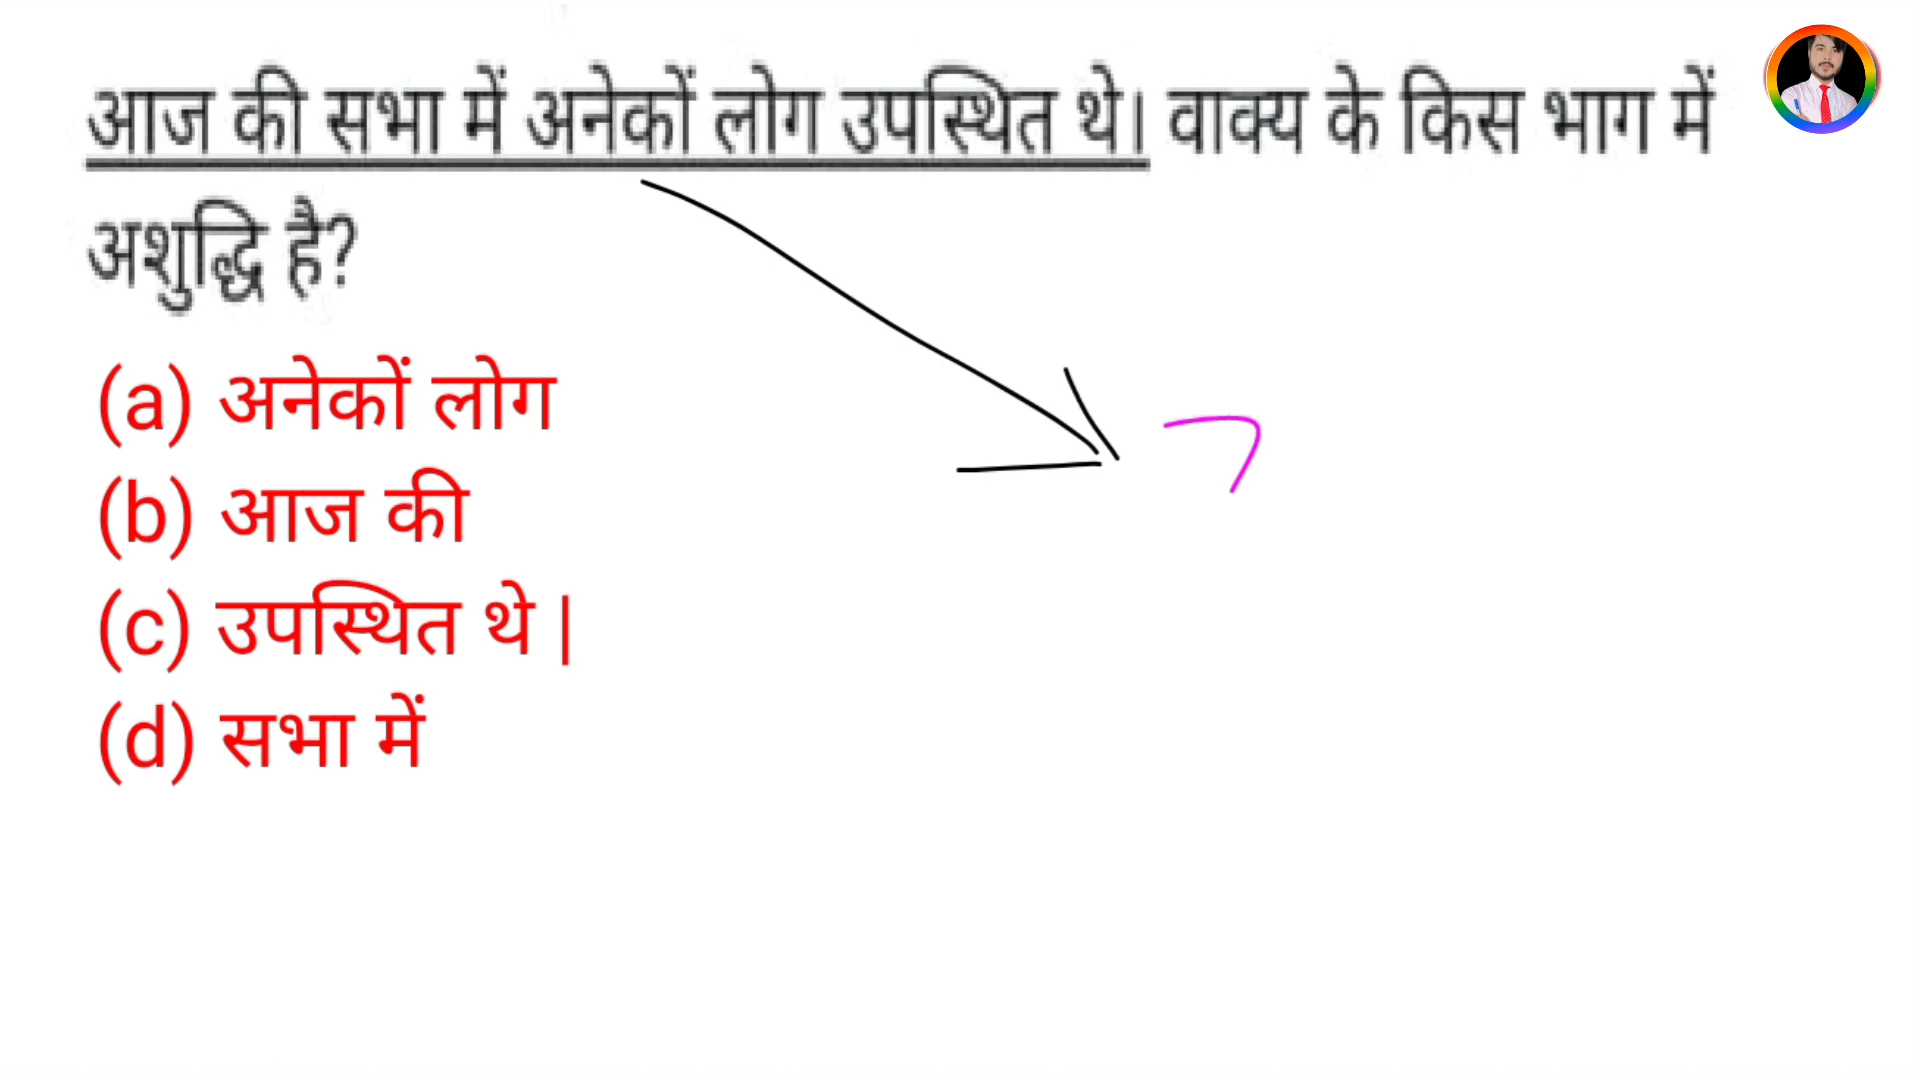 आज की सभा में अनेकों लोग उपस्थित थे। वाक्य के किस भाग में
अशुद्धि है?
(a) अनेकों लोग
(b) आज की
(c) उपस्थित थे |
(d) सभा में